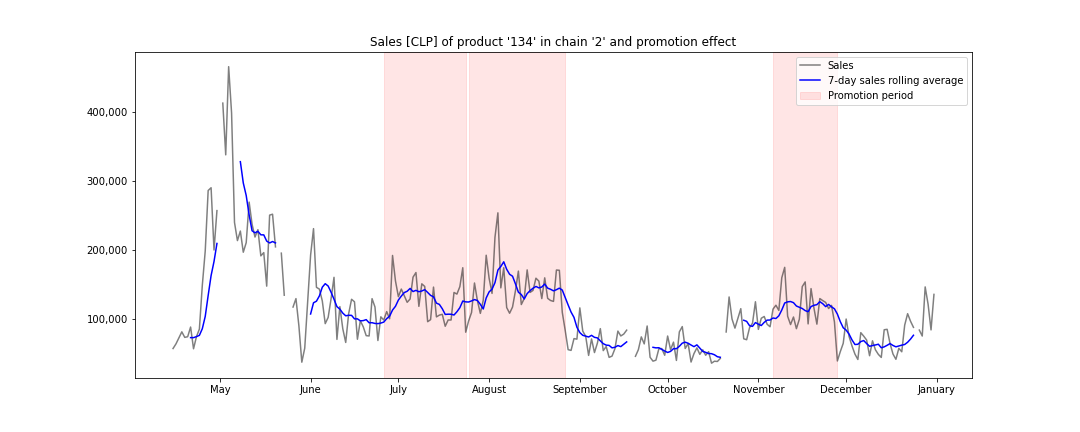 Sales [CLP] of product '134' in chain '2' and promotion effect
Sales
7-day sales rolling average
Promotion period
400,000
300,000
200,000
100,000
May
June
July
August
September
October
November
December
January